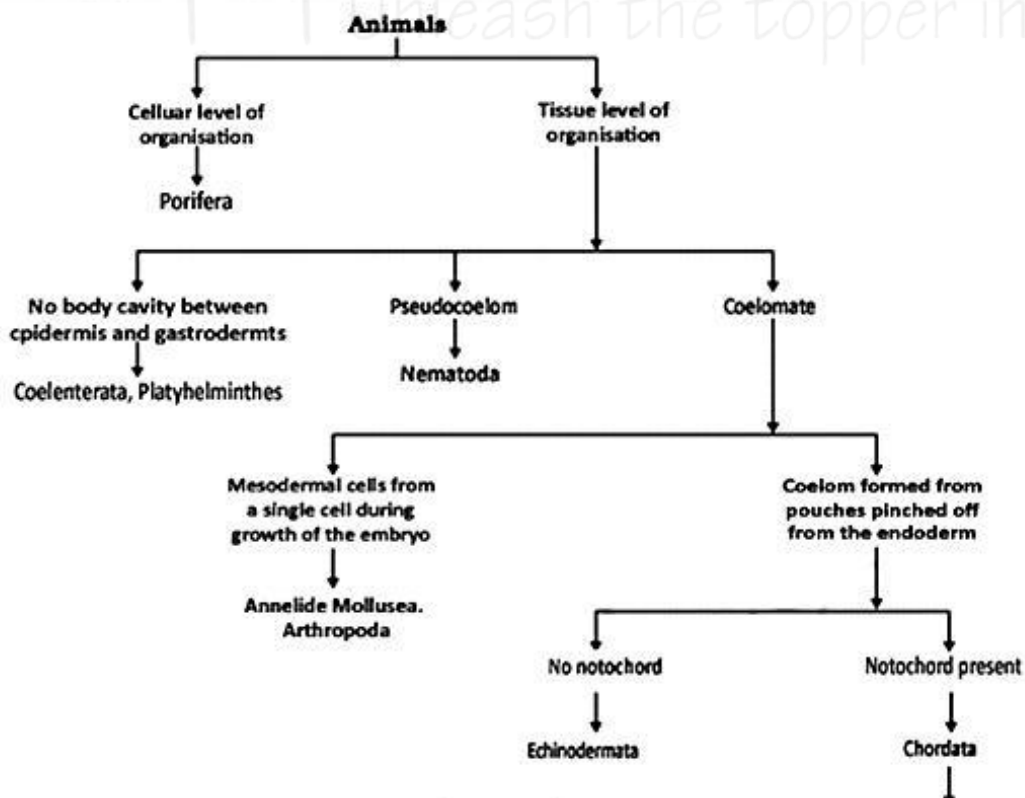 unleash the topper in
Animals
Celluar level of
organisation
Tissue level of
organisation
Porifera
No body cavity between
cpidermis and gastrodermts
Pseudocoelom
Coelomate
Nematoda
Coelenterata, Platyhelminthes
Mesodermal cells from
a single cell during
growth of the embryo
Coelom formed from
pouches pinched off
from the endoderm
Annelide Mollusea.
Arthropoda
No notochord
Notochord present
Echinodermata
Chordata